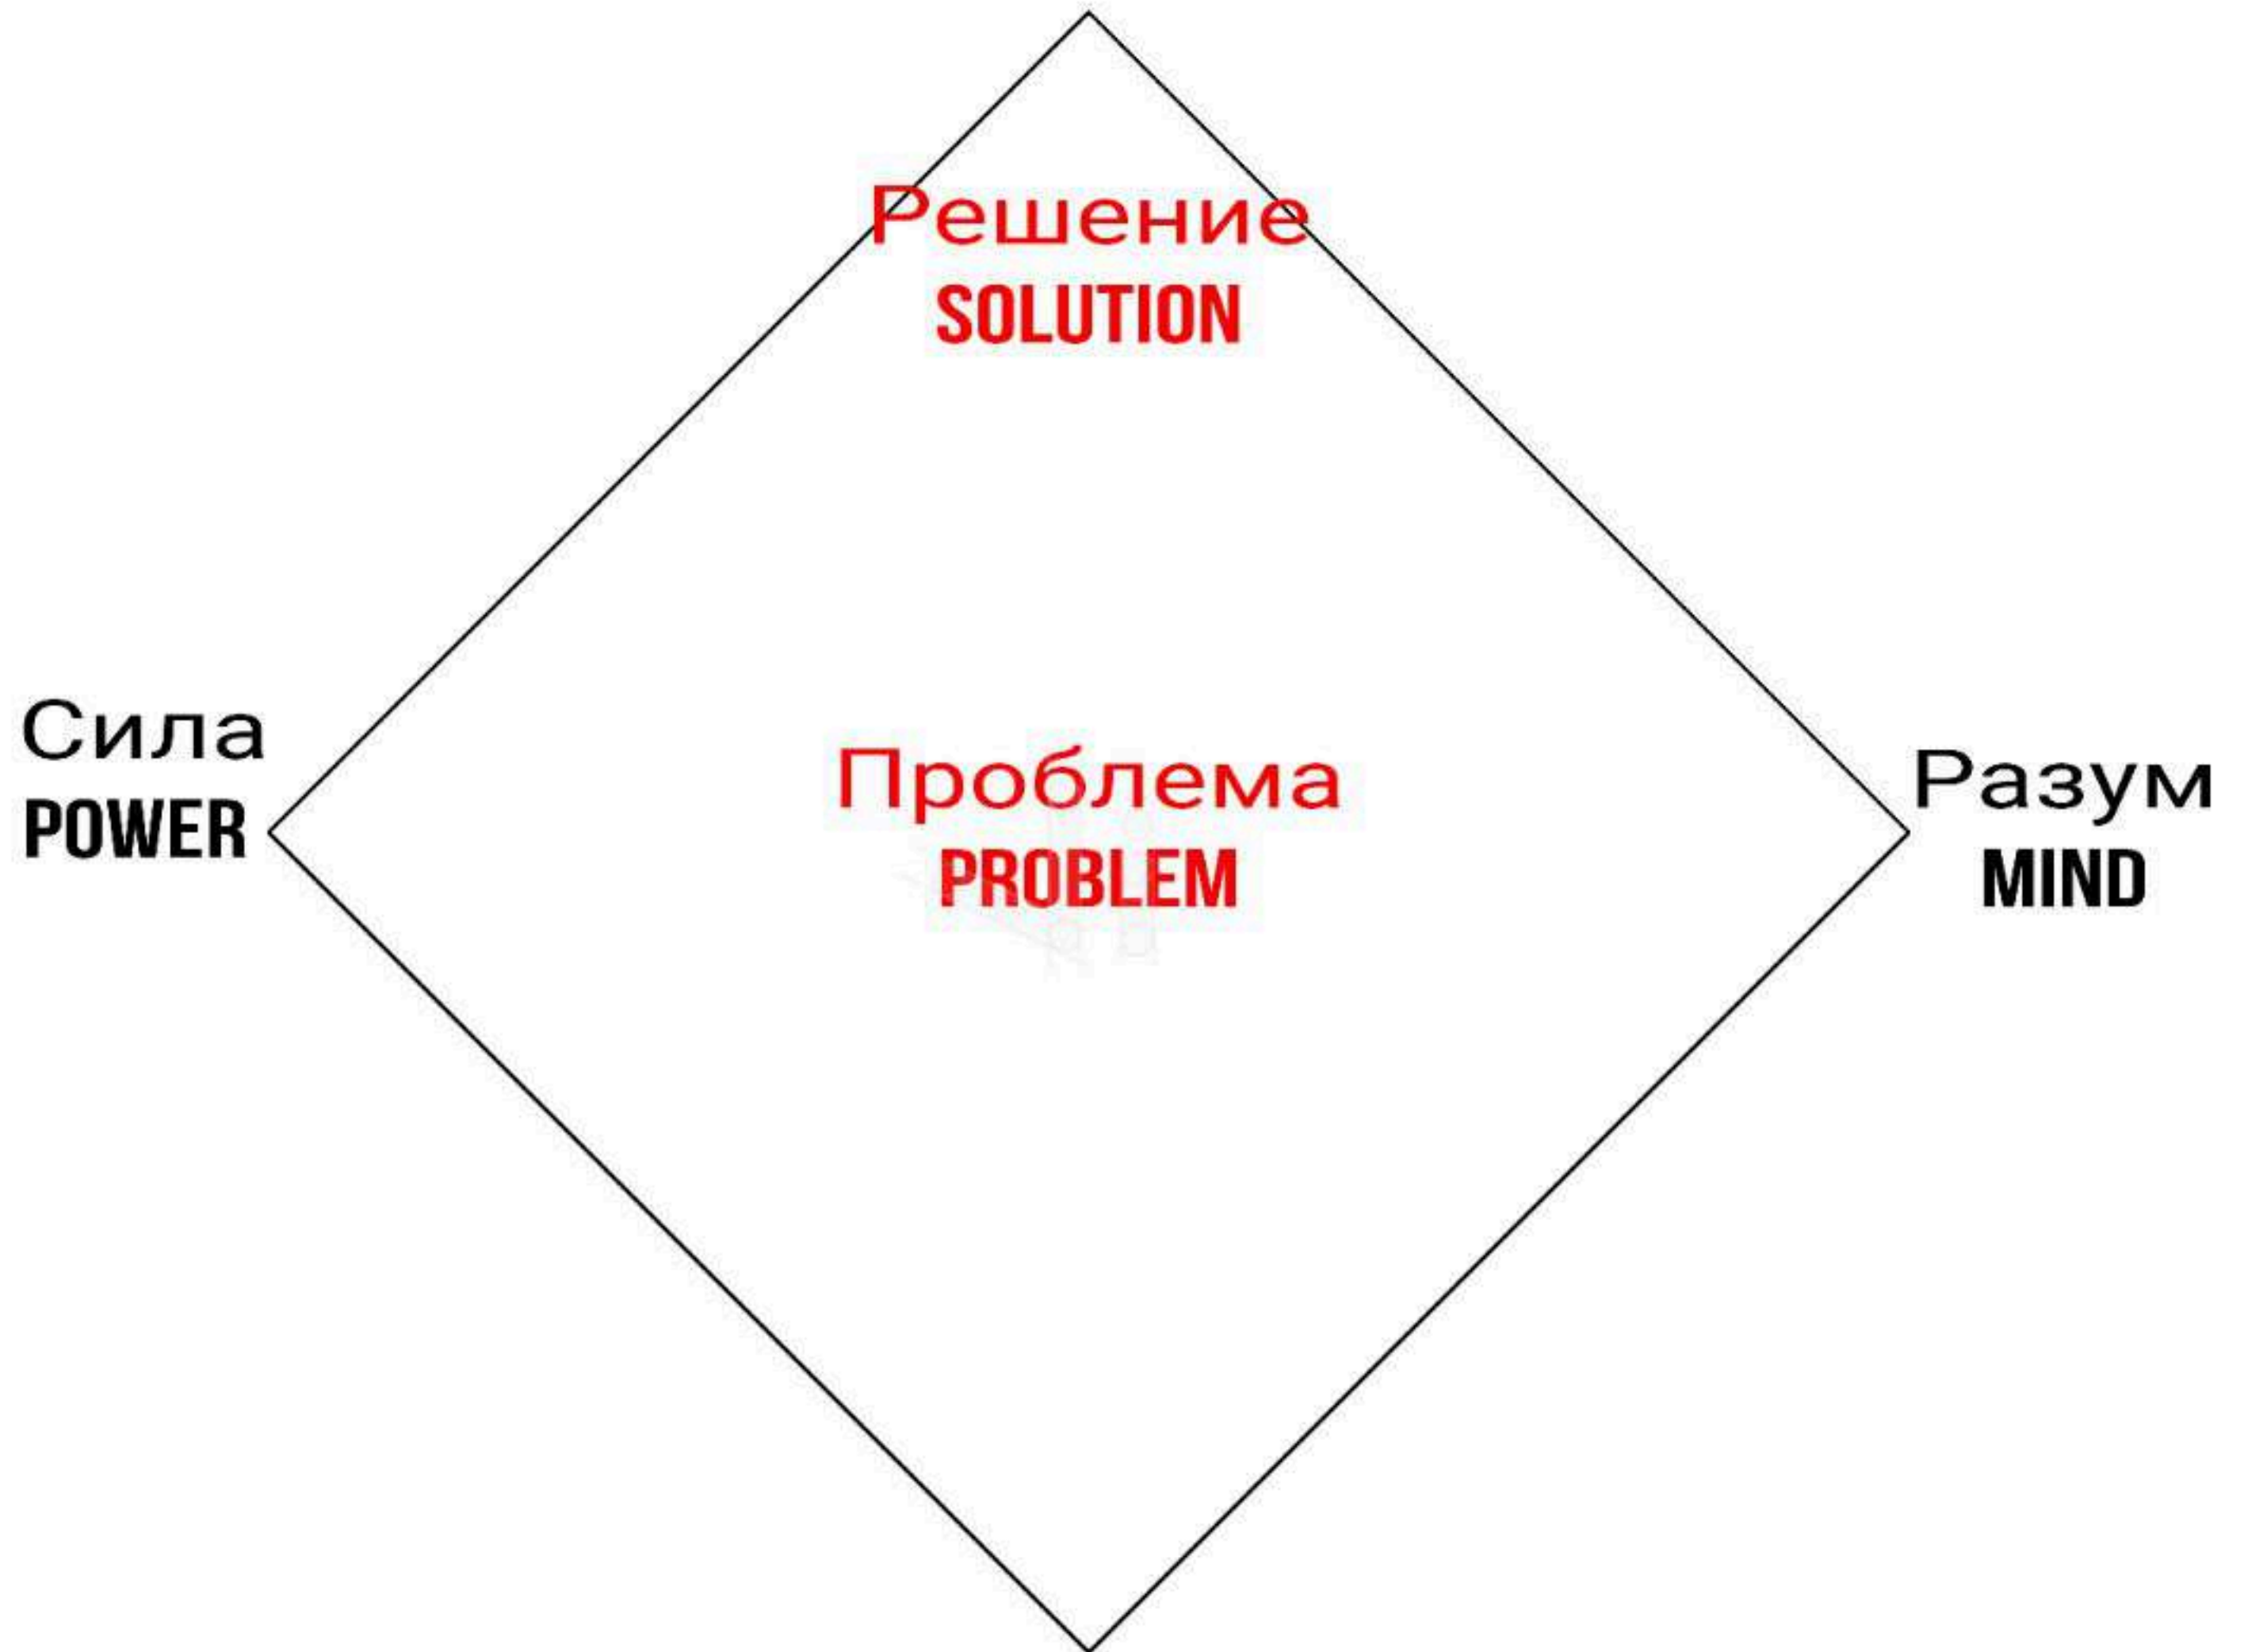 Решение
SOLUTION
Сила
POWER
Проблема
PROBLEM
Разум
MIND